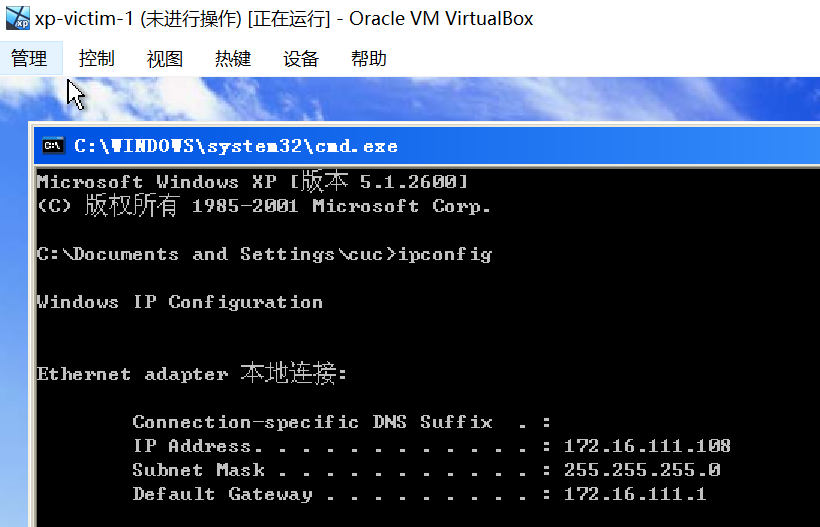 xp-victim-1 (未进行操作) [正在运行] - Oracle VM VirtualBox
管理 控制 视图 热键 设备 帮助
C:\WINDOWS\system32\cmd.exe
Microsoft Windows XP [版本 5.1.2600]
(C) 版权所有 1985-2001 Microsoft Corp.
C:\Documents and Settings\cuc>ipconfig
Windows IP Configuration
Ethernet adapter 本地连接:
Connection-specific DNS Suffix  . :
IP Address. . . . . . . . . . . . : 172.16.111.108
Subnet Mask . . . . . . . . . . . : 255.255.255.0
Default Gateway . . . . . . . . . : 172.16.111.1